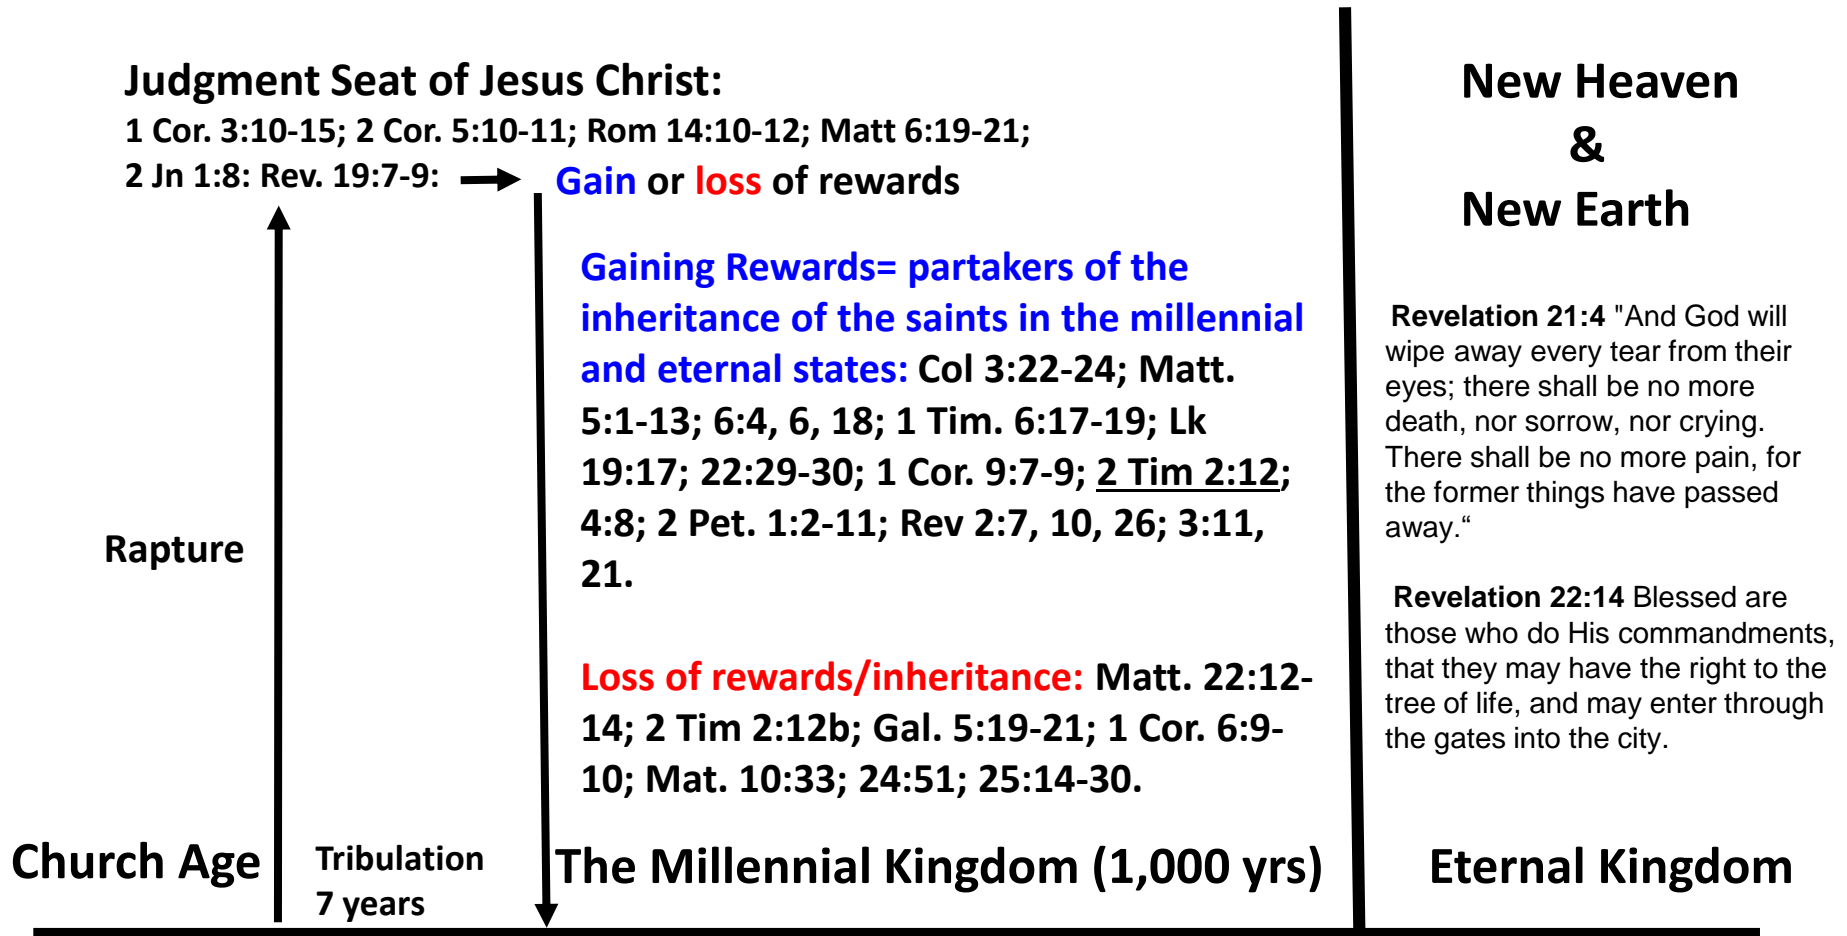 Judgment Seat of Jesus Christ:
1 Cor. 3:10-15; 2 Cor. 5:10-11; Rom 14:10-12; Matt 6:19-21;
2 Jn 1:8: Rev. 19:7-9:
Gain or loss of rewards
Gaining Rewards= partakers of the
inheritance of the saints in the millennial
and eternal states: Col 3:22-24; Matt.
5:1-13; 6:4, 6, 18; 1 Tim. 6:17-19; Lk
19:17; 22:29-30; 1 Cor. 9:7-9; 2 Tim 2:12;
4:8; 2 Pet. 1:2-11; Rev 2:7, 10, 26; 3:11,
21.
Loss of rewards/inheritance: Matt. 22:12-
14; 2 Tim 2:12b; Gal. 5:19-21; 1 Cor. 6:9-
10; Mat. 10:33; 24:51; 25:14-30.
Rapture
Church Age
Tribulation
7 years
The Millennial Kingdom (1,000 yrs)
New Heaven
&
New Earth
Revelation 21:4 "And God will
wipe away every tear from their
eyes; there shall be no more
death, nor sorrow, nor crying.
There shall be no more pain, for
the former things have passed
away.“
Revelation 22:14 Blessed are
those who do His commandments,
that they may have the right to the
tree of life, and may enter through
the gates into the city.
Eternal Kingdom